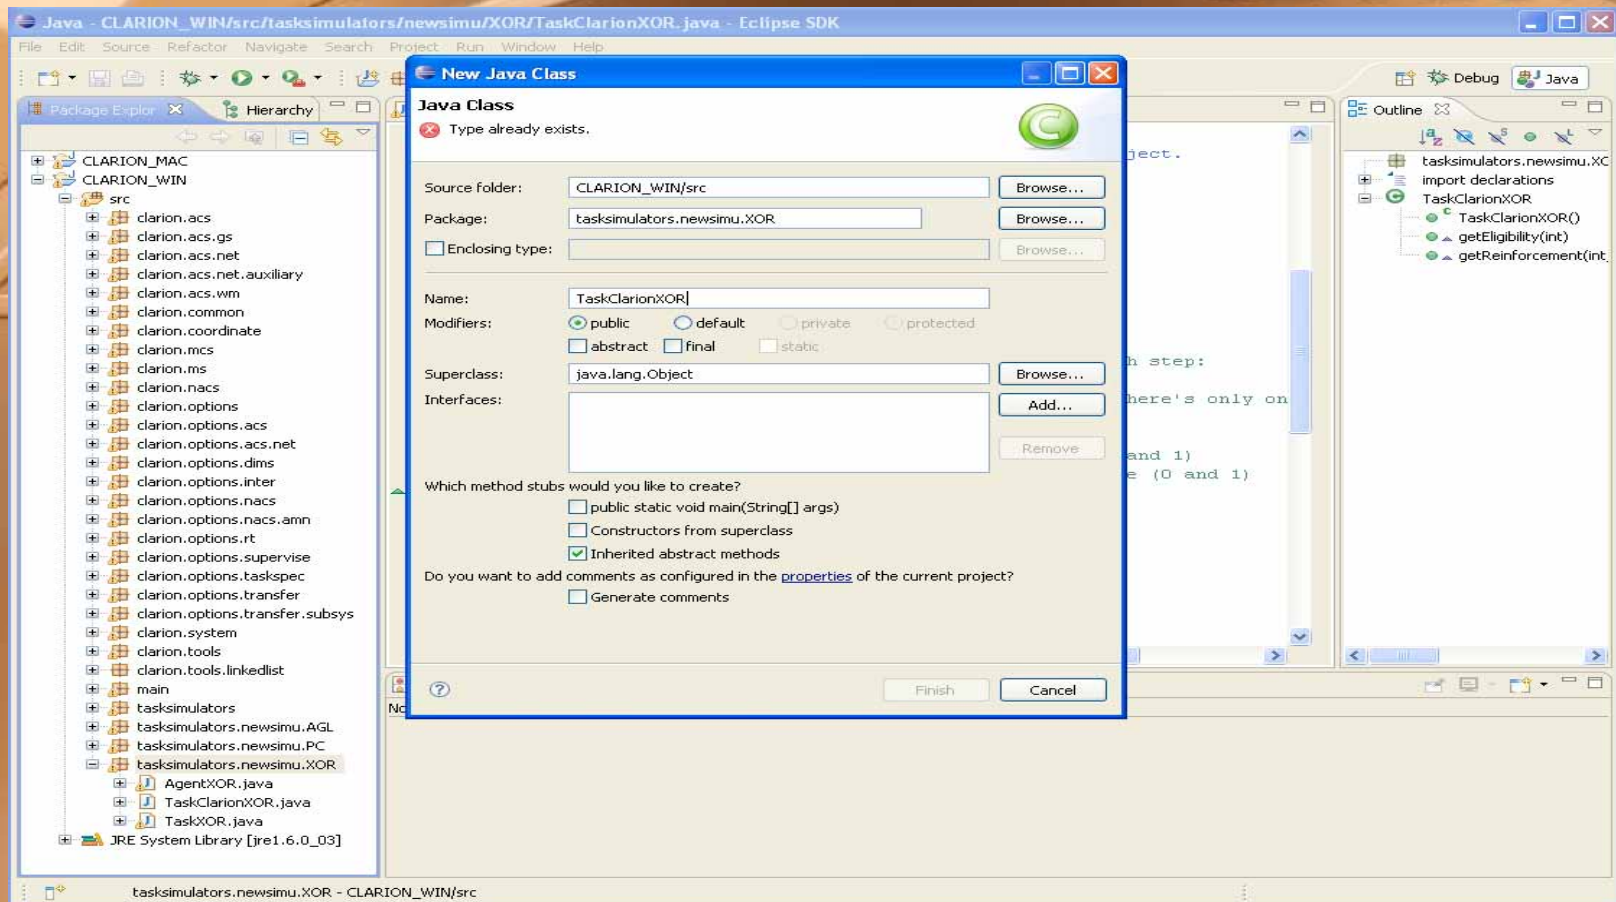 Java - CLARION_WIN/src/tasksimulators/newsimu/XOR/TaskClarionXOR.java - Eclipse SDK
File Edit Source Refactor Navigate Search Project Run Window Help
Debug Java
Package Explor Hierarchy
CLARION_MAC
CLARION_WIN
src
clarion.acs
clarion.acs.gs
clarion.acs.net
clarion.acs.net.auxiliary
clarion.acs.wm
clarion.common
clarion.coordinate
clarion.mcs
clarion.ms
clarion.nacs
clarion.options
clarion.options.acs
clarion.options.acs.net
clarion.options.dims
clarion.options.inter
clarion.options.nacs
clarion.options.nacs.amn
clarion.options.rt
clarion.options.supervise
clarion.options.taskspec
clarion.options.transfer
clarion.options.transfer.subsys
clarion.system
clarion.tools
clarion.tools.linkedlist
main
tasksimulators
tasksimulators.newsimu.AGL
tasksimulators.newsimu.PC
tasksimulators.newsimu.XOR
AgentXOR.java
TaskClarionXOR.java
TaskXOR.java
JRE System Library [jre1.6.0_03]
New Java Class
Java Class
Type already exists.
Source folder: CLARION_WIN/src Browse...
Package: tasksimulators.newsimu.XOR Browse...
Enclosing type: Browse...
Name: TaskClarionXOR
Modifiers: public default private protected
abstract final static
Superclass: java.lang.Object Browse...
Interfaces: Add...
Remove
Which method stubs would you like to create?
public static void main(String[] args)
Constructors from superclass
Inherited abstract methods
Do you want to add comments as configured in the properties of the current project?
Generate comments
Finish Cancel
ject.
h step:
here's only on
and 1)
e (0 and 1)
No
Outline
tasksimulators.newsimu.XO
import declarations
TaskClarionXOR
TaskClarionXOR()
getEligibility(int)
getReinforcement(int,
tasksimulators.newsimu.XOR - CLARION_WIN/src